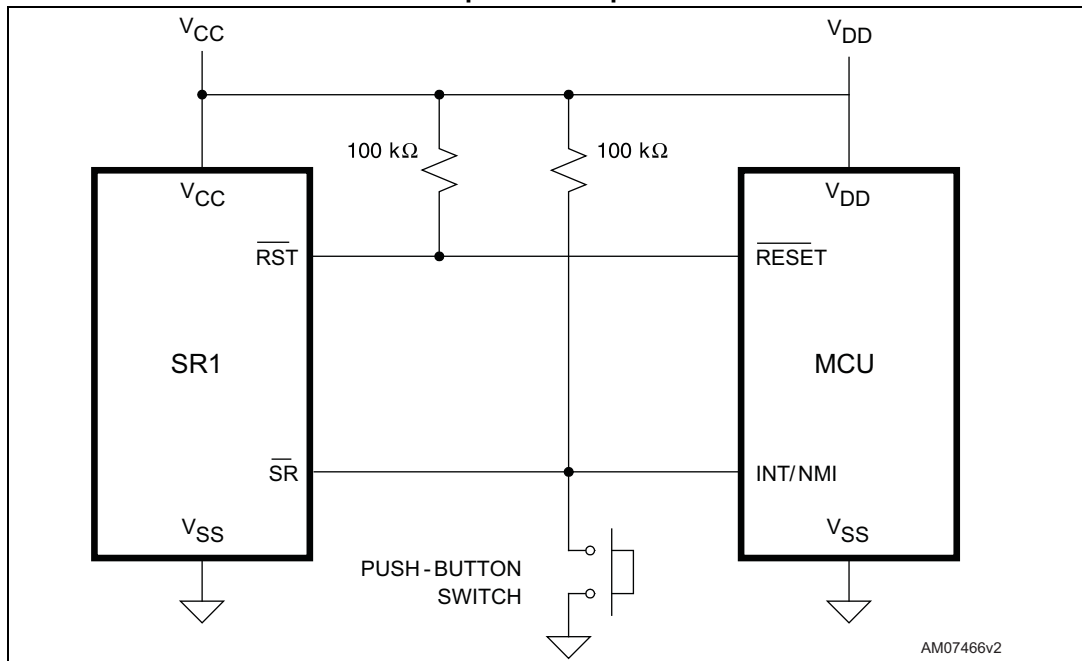 VCC
VDD
100 kΩ
100 kΩ
VCC
VDD
RST
RESET
SR1
MCU
SR
INT/NMI
VSS
VSS
PUSH-BUTTON
SWITCH
AM07466v2